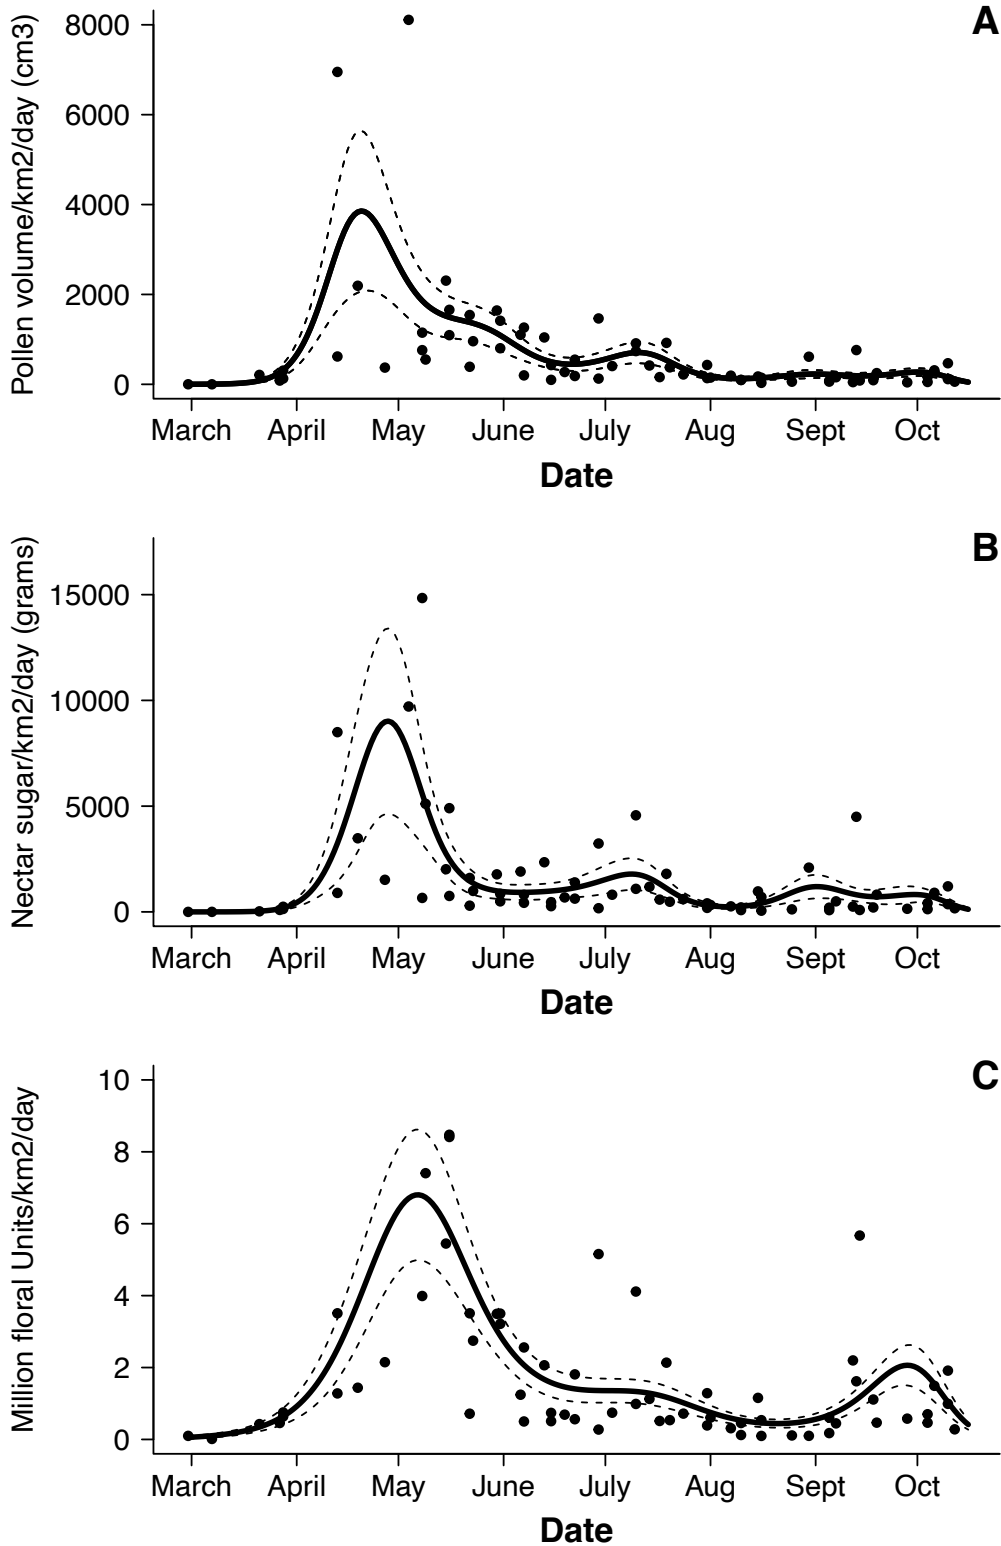 A
Pollen volume/km2/day (cm3)
8000
6000
4000
2000
0
March April May June July Aug Sept Oct
Date
B
Nectar sugar/km2/day (grams)
15000
10000
5000
0
March April May June July Aug Sept Oct
Date
C
Million floral Units/km2/day
10
8
6
4
2
0
March April May June July Aug Sept Oct
Date